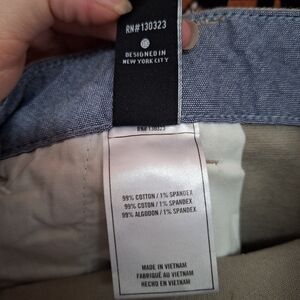 RN#130323
DESIGNED IN
NEW YORK CITY
RN# 130323
99% COTTON / 1% SPANDEX
99% COTON / 1% SPANDEX
99% ALGODON / 1% SPANDEX
MADE IN VIETNAM
FABRIQUÉ AU VIETNAM
HECHO EN VIETNAM